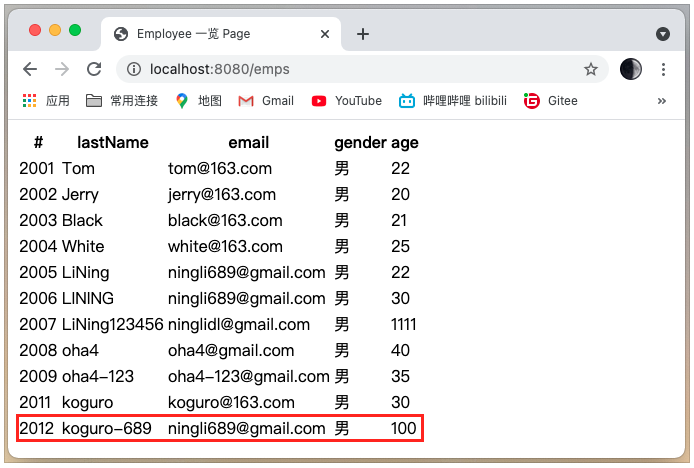 Employee 一览 Page
localhost:8080/emps
应用 常用连接 地图 Gmail YouTube 哔哩哔哩 bilibili Gitee
# lastName email gender age
2001 Tom tom@163.com 男 22
2002 Jerry jerry@163.com 男 20
2003 Black black@163.com 男 21
2004 White white@163.com 男 25
2005 LiNing ningli689@gmail.com 男 22
2006 LINING ningli689@gmail.com 男 30
2007 LiNing123456 ninglidl@gmail.com 男 1111
2008 oha4 oha4@gmail.com 男 40
2009 oha4-123 oha4-123@gmail.com 男 35
2011 koguro koguro@163.com 男 30
2012 koguro-689 ningli689@gmail.com 男 100